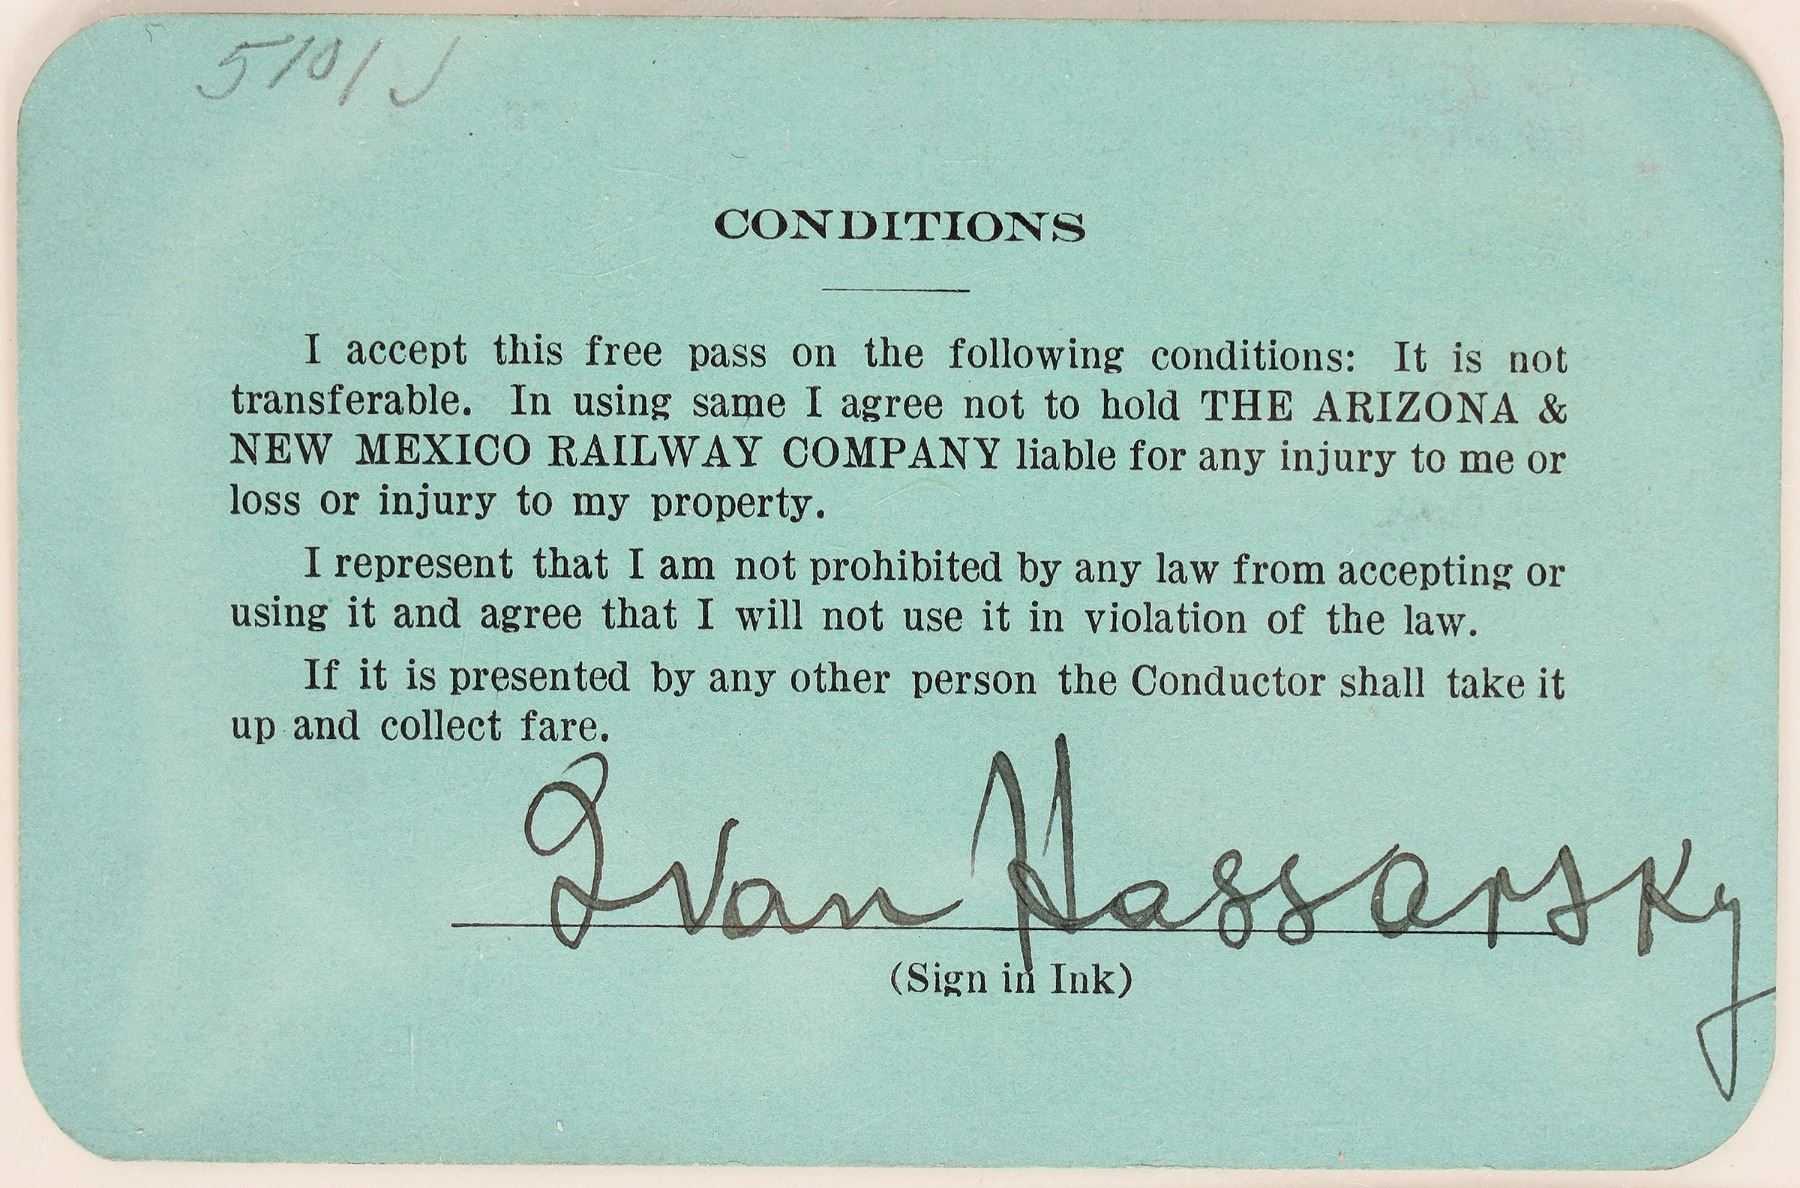 5101 J
CONDITIONS
I accept this free pass on the following conditions: It is not
transferable. In using same I agree not to hold THE ARIZONA &
NEW MEXICO RAILWAY COMPANY liable for any injury to me or
loss or injury to my property.
I represent that I am not prohibited by any law from accepting or
using it and agree that I will not use it in violation of the law.
If it is presented by any other person the Conductor shall take it
up and collect fare.
Ivan Hassarsky
(Sign in Ink)